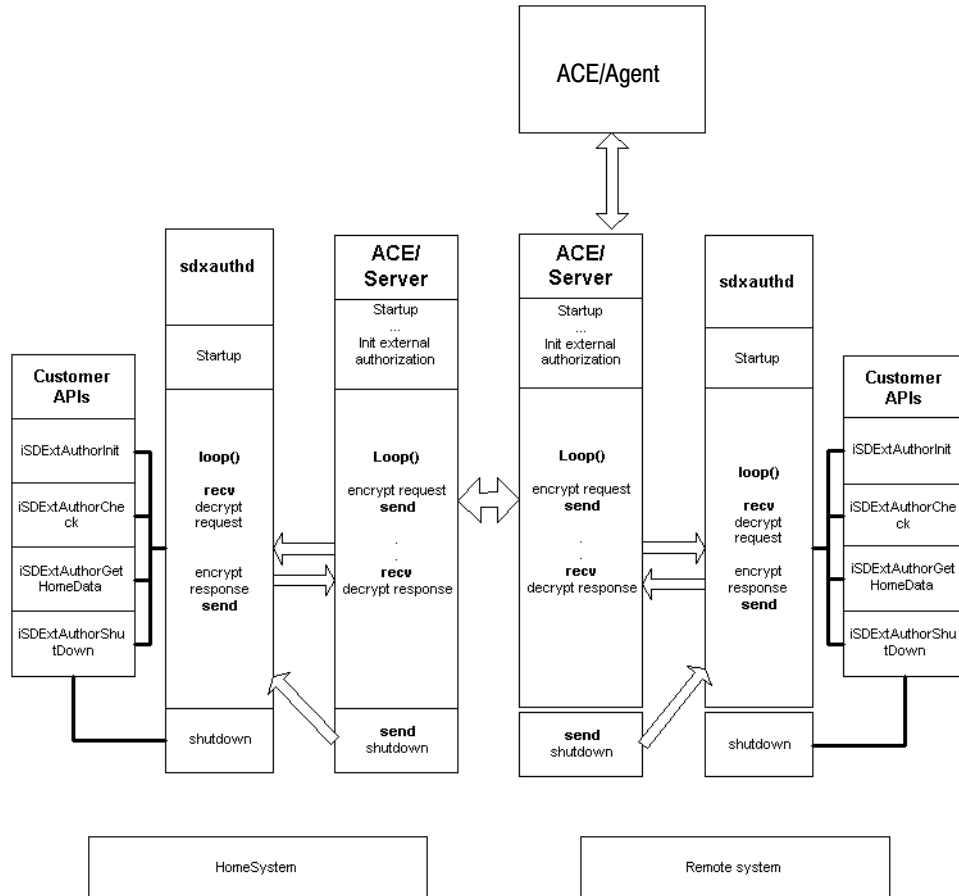 ACE/Agent
Customer
APIs
iSDExtAuthorInit
iSDExtAuthorChe
ck
iSDExtAuthorGet
HomeData
iSDExtAuthorShu
tDown
sdxauthd
Startup
loop()
recv
decrypt
request
encrypt
response
send
shutdown
ACE/
Server
Startup
...
Init external
authorization
Loop()
encrypt request
send
.
.
recv
decrypt response
send
shutdown
ACE/
Server
Startup
...
Init external
authorization
Loop()
encrypt request
send
.
.
recv
decrypt response
send
shutdown
sdxauthd
Startup
loop()
recv
decrypt
request
encrypt
response
send
shutdown
Customer
APIs
iSDExtAuthorInit
iSDExtAuthorChe
ck
iSDExtAuthorGet
HomeData
iSDExtAuthorShu
tDown
HomeSystem
Remote system